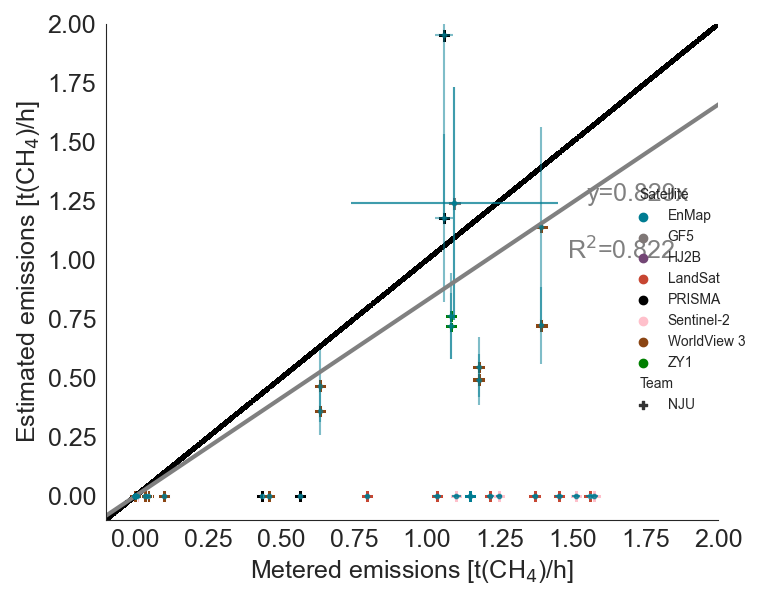 2.00
1.75
1.50
1.25
1.00
0.75
0.50
0.25
0.00
Estimated emissions [t(CH₄)/h]
y=0.829x
R²=0.822
Satellite
EnMap
GF5
HJ2B
LandSat
PRISMA
Sentinel-2
WorldView 3
ZY1
Team
NJU
0.00 0.25 0.50 0.75 1.00 1.25 1.50 1.75 2.00
Metered emissions [t(CH₄)/h]